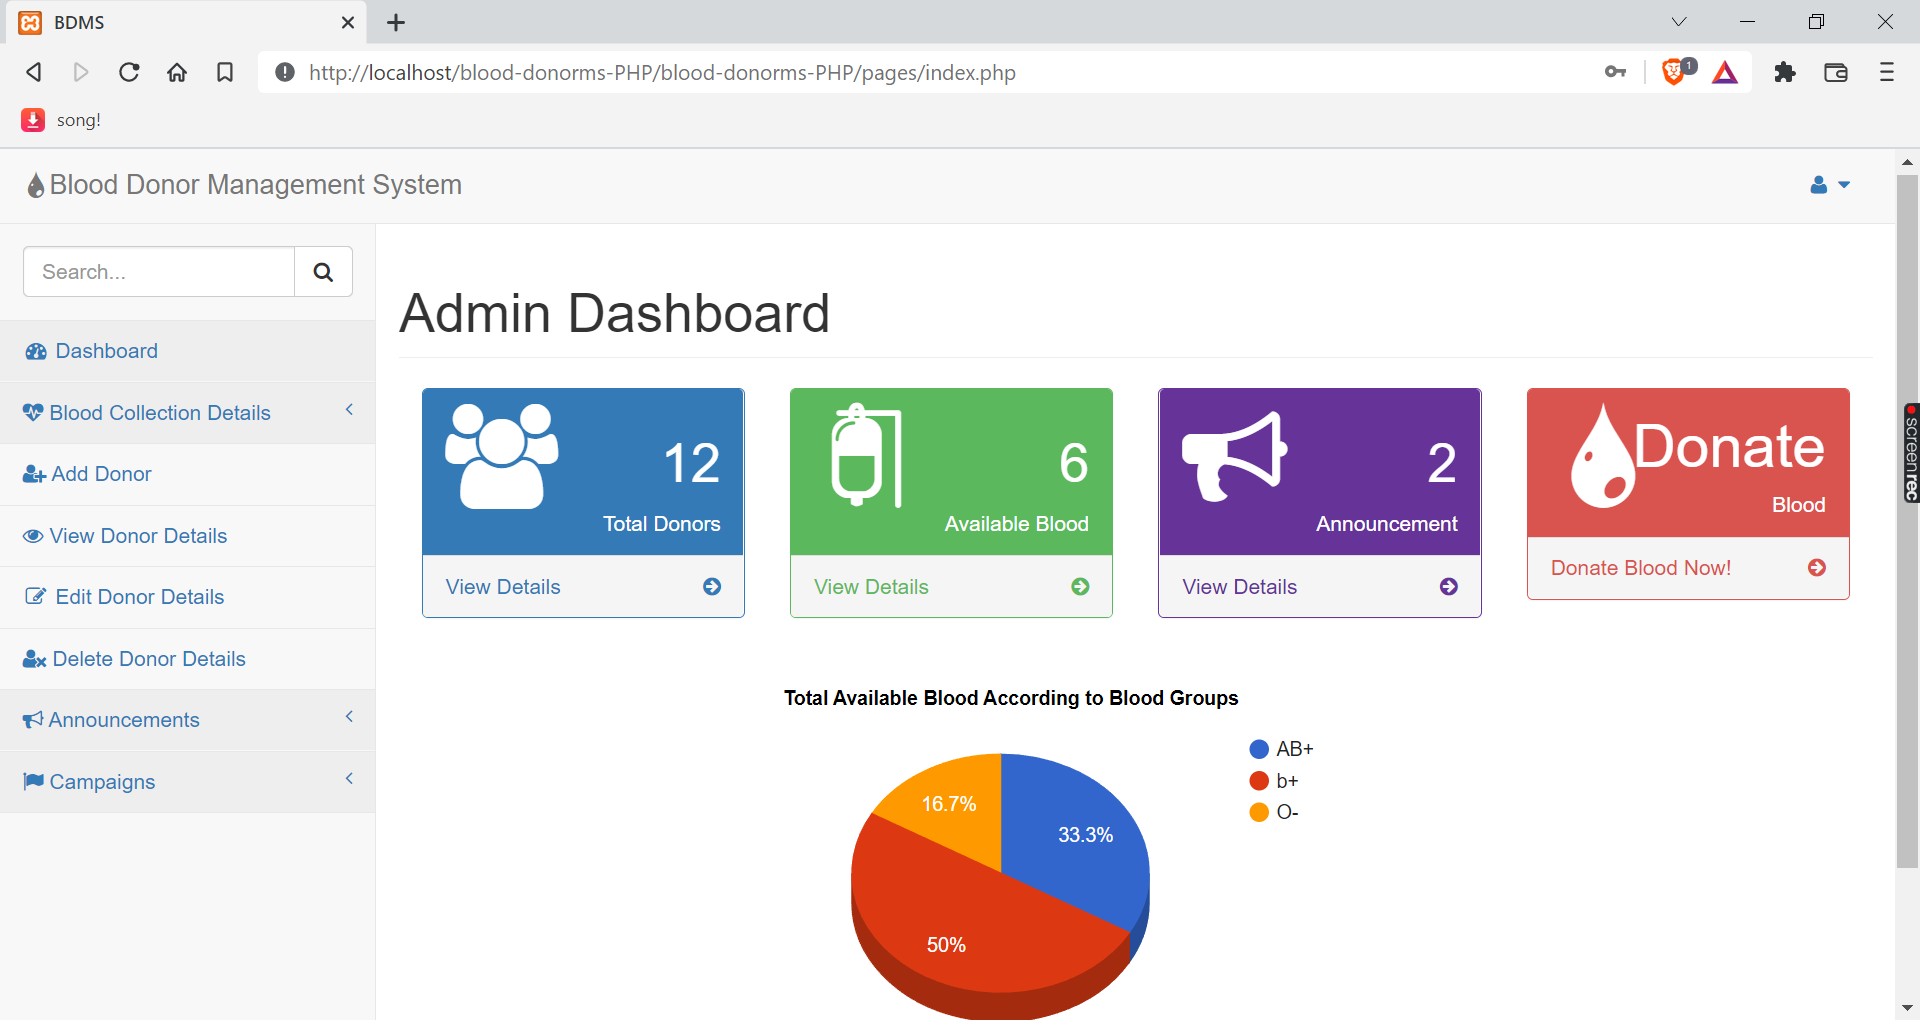 BDMS
http://localhost/blood-donorms-PHP/blood-donorms-PHP/pages/index.php
1
song!
Blood Donor Management System
Search...
Dashboard
Blood Collection Details
Add Donor
View Donor Details
Edit Donor Details
Delete Donor Details
Announcements
Campaigns
Admin Dashboard
12
Total Donors
View Details
6
Available Blood
View Details
2
Announcement
View Details
Donate
Blood
Donate Blood Now!
Total Available Blood According to Blood Groups
AB+
b+
O-
16.7%
33.3%
50%
screenrec